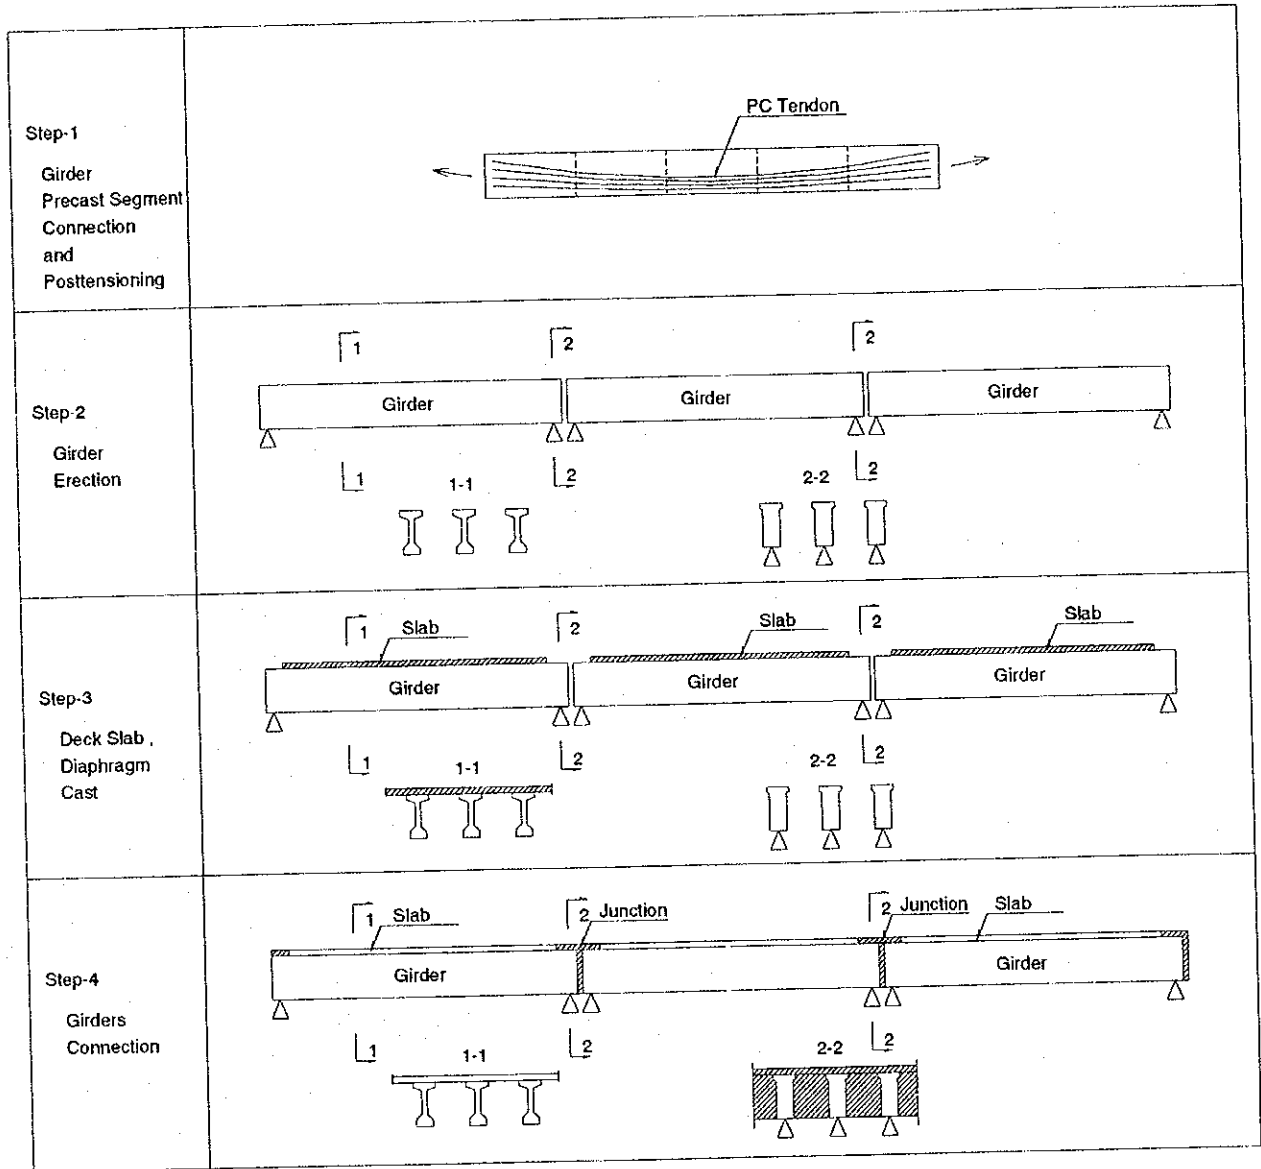 Step-1
Girder
Precast Segment
Connection
and
Posttensioning
PC Tendon
Step-2
Girder
Erection
1
2
2
Girder
Girder
Girder
1
2
2
1-1
2-2
Step-3
Deck Slab ,
Diaphragm
Cast
1
Slab
2
Slab
2
Slab
Girder
Girder
Girder
1
2
2
1-1
2-2
Step-4
Girders
Connection
1
Slab
2
Junction
2
Junction
Slab
Girder
Girder
1
2
2
1-1
2-2